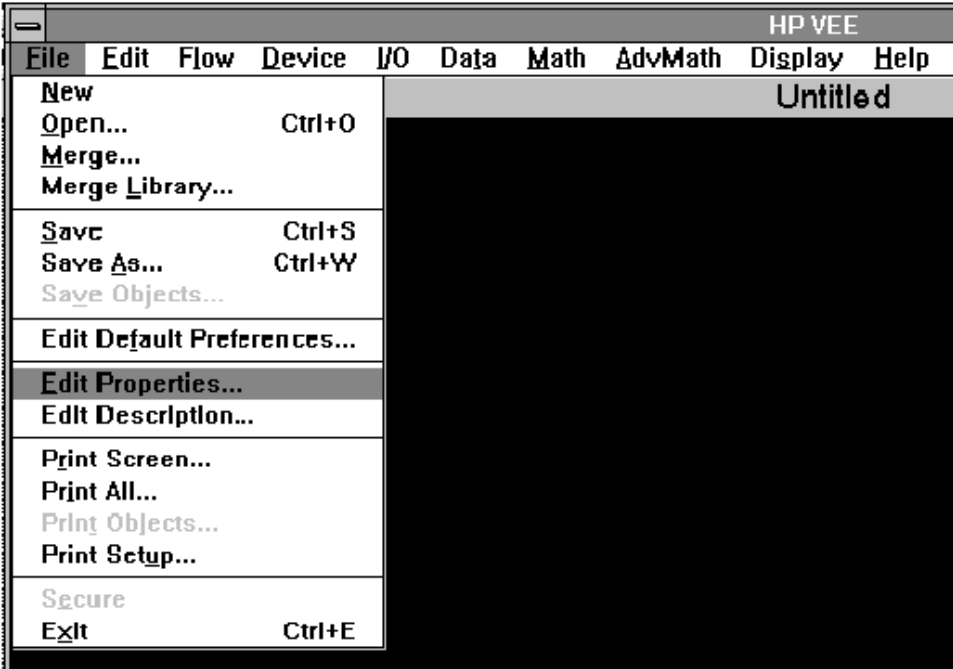 HP VEE
File Edit Flow Device I/O Data Math AdvMath Display Help
Untitled
New
Open... Ctrl+O
Merge...
Merge Library...
Save Ctrl+S
Save As... Ctrl+W
Save Objects...
Edit Default Preferences...
Edit Properties...
Edit Description...
Print Screen...
Print All...
Print Objects...
Print Setup...
Secure
Exit Ctrl+E